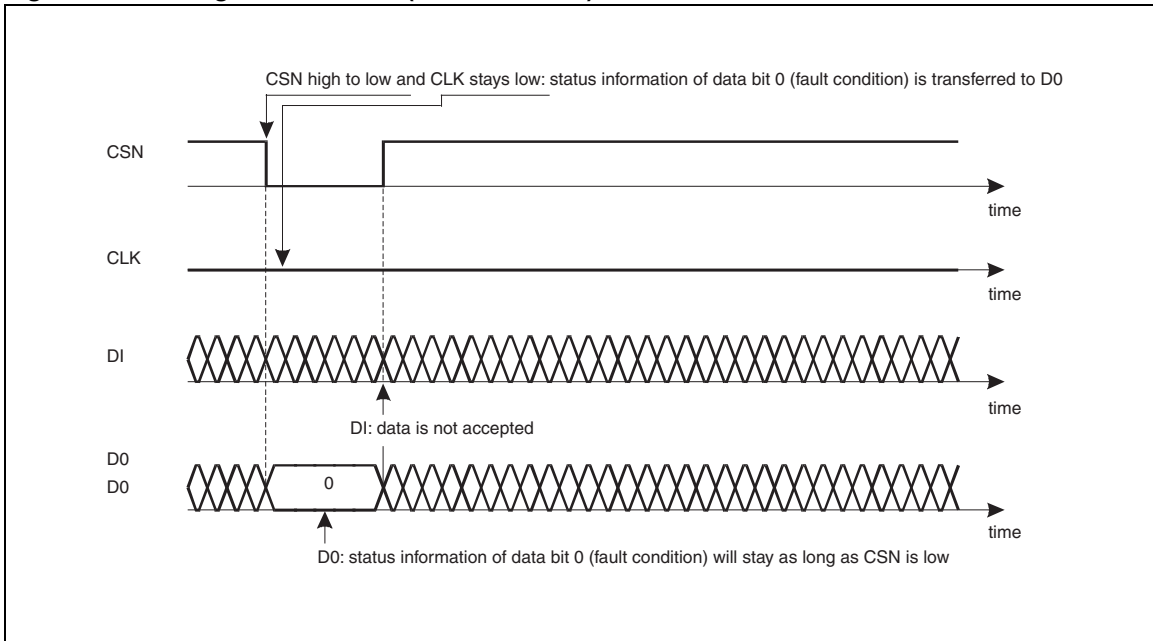 CSN high to low and CLK stays low: status information of data bit 0 (fault condition) is transferred to D0
CSN
time
CLK
time
DI
time
DI: data is not accepted
D0
D0
0
time
D0: status information of data bit 0 (fault condition) will stay as long as CSN is low